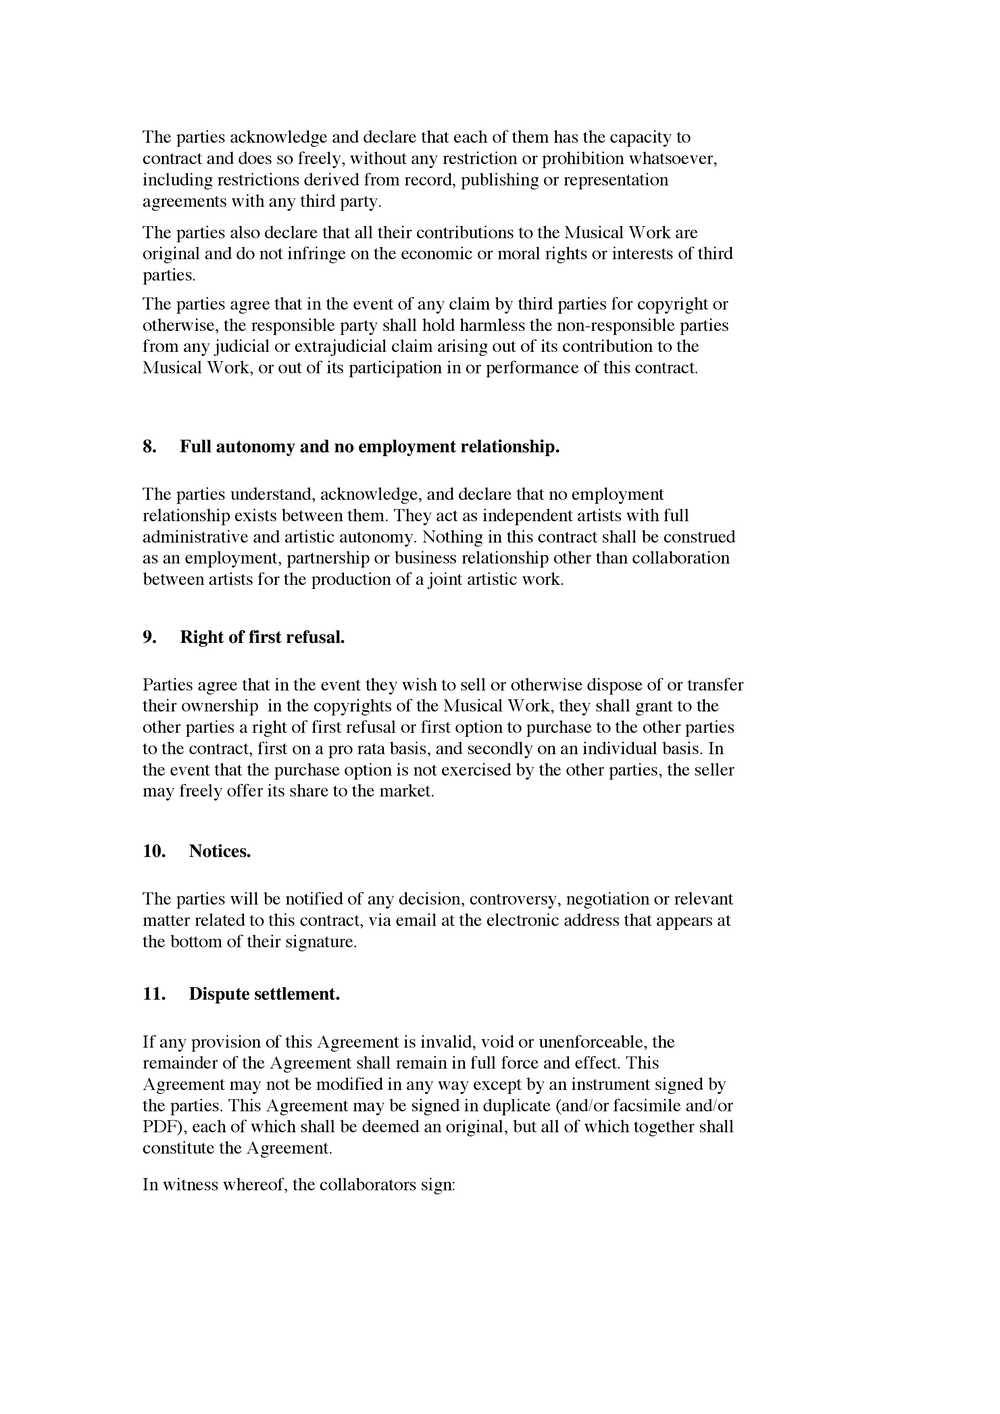 The parties acknowledge and declare that each of them has the capacity to
contract and does so freely, without any restriction or prohibition whatsoever,
including restrictions derived from record, publishing or representation
agreements with any third party.
The parties also declare that all their contributions to the Musical Work are
original and do not infringe on the economic or moral rights or interests of third
parties.
The parties agree that in the event of any claim by third parties for copyright or
otherwise, the responsible party shall hold harmless the non-responsible parties
from any judicial or extrajudicial claim arising out of its contribution to the
Musical Work, or out of its participation in or performance of this contract.
8. Full autonomy and no employment relationship.
The parties understand, acknowledge, and declare that no employment
relationship exists between them. They act as independent artists with full
administrative and artistic autonomy. Nothing in this contract shall be construed
as an employment, partnership or business relationship other than collaboration
between artists for the production of a joint artistic work.
9. Right of first refusal.
Parties agree that in the event they wish to sell or otherwise dispose of or transfer
their ownership  in the copyrights of the Musical Work, they shall grant to the
other parties a right of first refusal or first option to purchase to the other parties
to the contract, first on a pro rata basis, and secondly on an individual basis. In
the event that the purchase option is not exercised by the other parties, the seller
may freely offer its share to the market.
10. Notices.
The parties will be notified of any decision, controversy, negotiation or relevant
matter related to this contract, via email at the electronic address that appears at
the bottom of their signature.
11. Dispute settlement.
If any provision of this Agreement is invalid, void or unenforceable, the
remainder of the Agreement shall remain in full force and effect. This
Agreement may not be modified in any way except by an instrument signed by
the parties. This Agreement may be signed in duplicate (and/or facsimile and/or
PDF), each of which shall be deemed an original, but all of which together shall
constitute the Agreement.
In witness whereof, the collaborators sign: